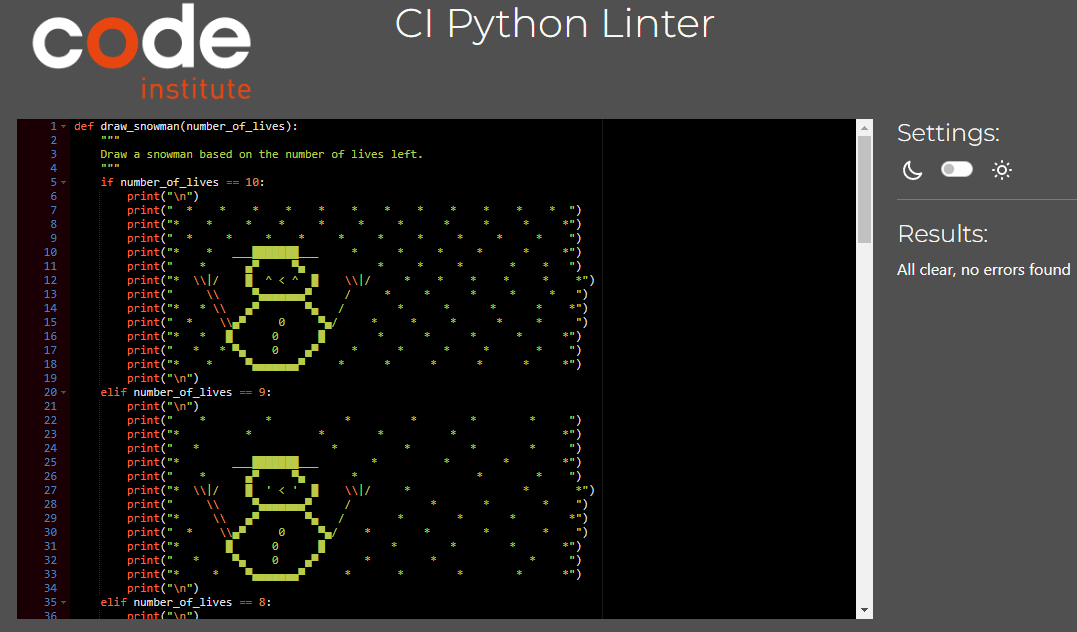 code
institute
CI Python Linter
1 def draw_snowman(number_of_lives):
2     """
3     Draw a snowman based on the number of lives left.
4     """
5     if number_of_lives == 10:
6         print("\n")
7         print("  *    *    *    *    *    *    *    *    *    *    *    *  ")
8         print("*    *     *    *     *     *     *     *     *     *     *")
9         print("  *     *     *    *     *     *     *     *     *     *    ")
10         print("*    *   ___███████___     *      *     *     *      *     *")
11         print("    *      ▄▀     ▀▄           *     *     *       *   *    ")
12         print("*  \\|/    █  ^ < ^  █    \\|/     *    *     *     *     *    *")
13         print("     \\     ▀▄▄▄▄▄▄▄▀     /     *     *      *     *     *   ")
14         print("*   * \\   ▄▀       ▀▄   /        *      *      *      *    *")
15         print("  *    \\▄▀     0     ▀▄/     *     *     *      *     *     ")
16         print("*   *   █      0      █        *      *      *      *      *")
17         print("   *   * ▀▄    0    ▄▀     *      *      *     *       *    ")
18         print("*    *     ▀▄▄▄▄▄▄▄▀     *      *      *      *      *     *")
19         print("\n")
20     elif number_of_lives == 9:
21         print("\n")
22         print("    *         *           *         *        *        *     ")
23         print("*          *          *        *          *                *")
24         print("   *                    *          *         *        *     ")
25         print("*        ___███████___        *          *        *        *")
26         print("    *      ▄▀     ▀▄       *                  *        *    ")
27         print("*  \\|/    █  ' < '  █    \\|/     *                 *       *")
28         print("     \\     ▀▄▄▄▄▄▄▄▀     /            *       *        *    ")
29         print("*     \\   ▄▀       ▀▄   /        *        *       *        *")
30         print("  *    \\▄▀     0     ▀▄/    *        *        *        *    ")
31         print("*       █      0      █          *        *        *       *")
32         print("   *     ▀▄    0    ▄▀       *         *              *     ")
33         print("*     *    ▀▄▄▄▄▄▄▄▀      *       *        *        *      *")
34         print("\n")
35     elif number_of_lives == 8:
36         print("\n")
Settings:
Results:
All clear, no errors found